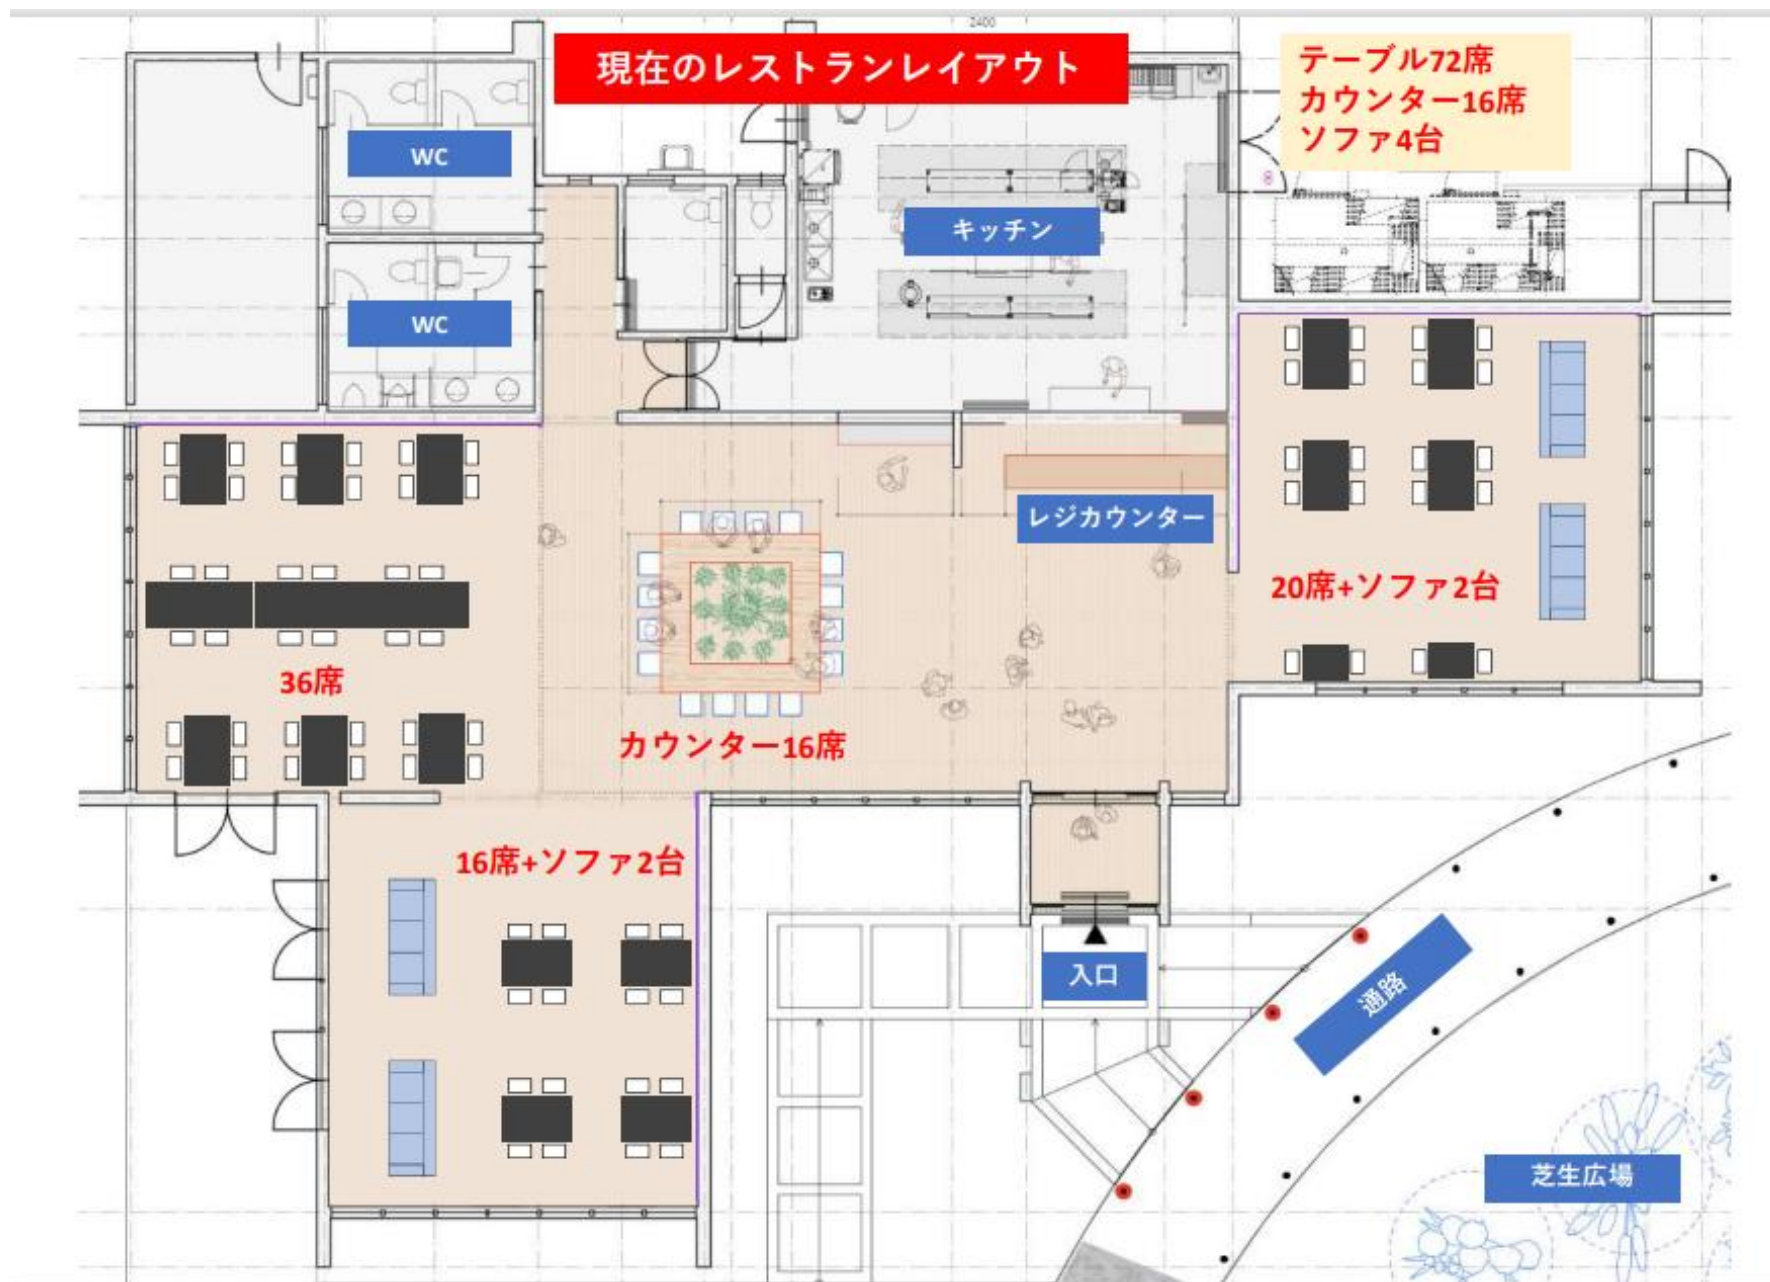 2400
現在のレストランレイアウト
テーブル72席
カウンター16席
ソファ4台
WC
キッチン
WC
レジカウンター
20席+ソファ2台
36席
カウンター16席
16席+ソファ2台
入口
通路
芝生広場